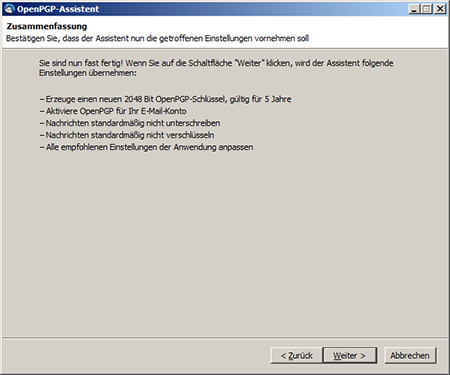 OpenPGP-Assistent
Zusammenfassung
Bestätigen Sie, dass der Assistent nun die getroffenen Einstellungen vornehmen soll
Sie sind nun fast fertig! Wenn Sie auf die Schaltfläche "Weiter" klicken, wird der Assistent folgende
Einstellungen übernehmen:
– Erzeuge einen neuen 2048 Bit OpenPGP-Schlüssel, gültig für 5 Jahre
– Aktiviere OpenPGP für Ihr E-Mail-Konto
– Nachrichten standardmäßig nicht unterschreiben
– Nachrichten standardmäßig nicht verschlüsseln
– Alle empfohlenen Einstellungen der Anwendung anpassen
< Zurück Weiter > Abbrechen